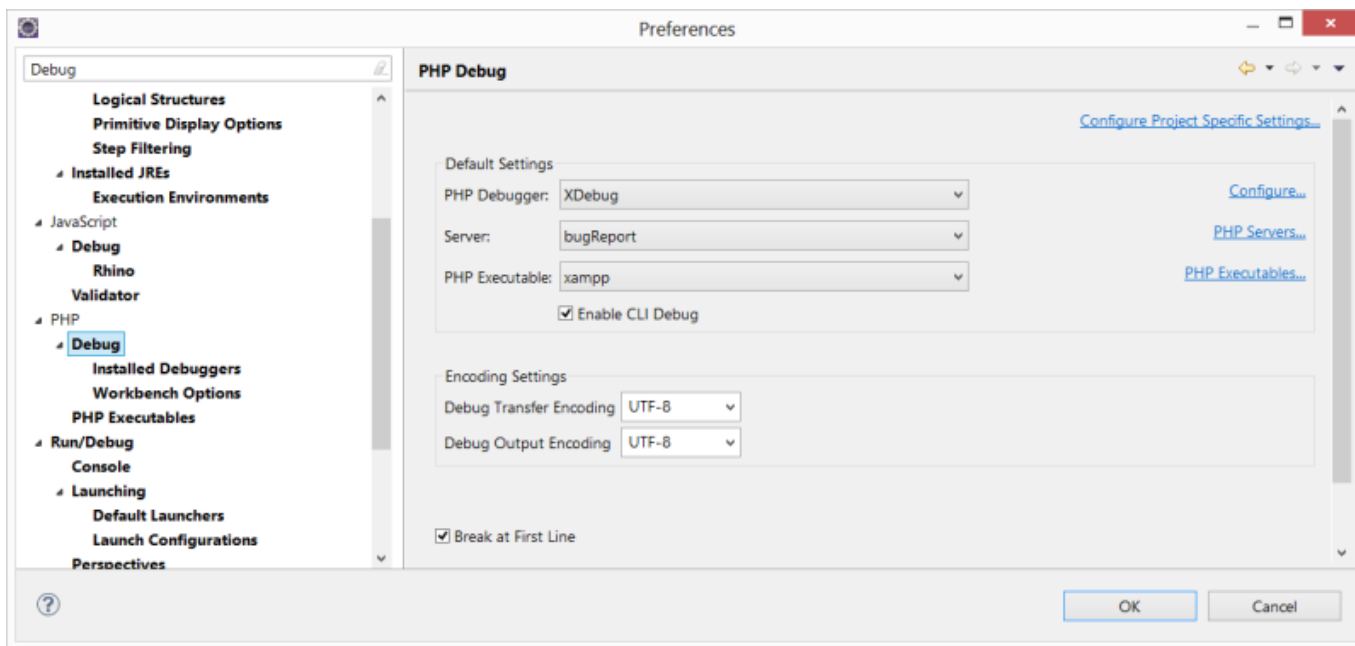 Preferences
Debug
Logical Structures
Primitive Display Options
Step Filtering
Installed JREs
Execution Environments
JavaScript
Debug
Rhino
Validator
PHP
Debug
Installed Debuggers
Workbench Options
PHP Executables
Run/Debug
Console
Launching
Default Launchers
Launch Configurations
Perspectives
PHP Debug
Configure Project Specific Settings...
Default Settings
PHP Debugger: XDebug Configure...
Server: bugReport PHP Servers...
PHP Executable: xampp PHP Executables...
Enable CLI Debug
Encoding Settings
Debug Transfer Encoding UTF-8
Debug Output Encoding UTF-8
Break at First Line
? OK Cancel